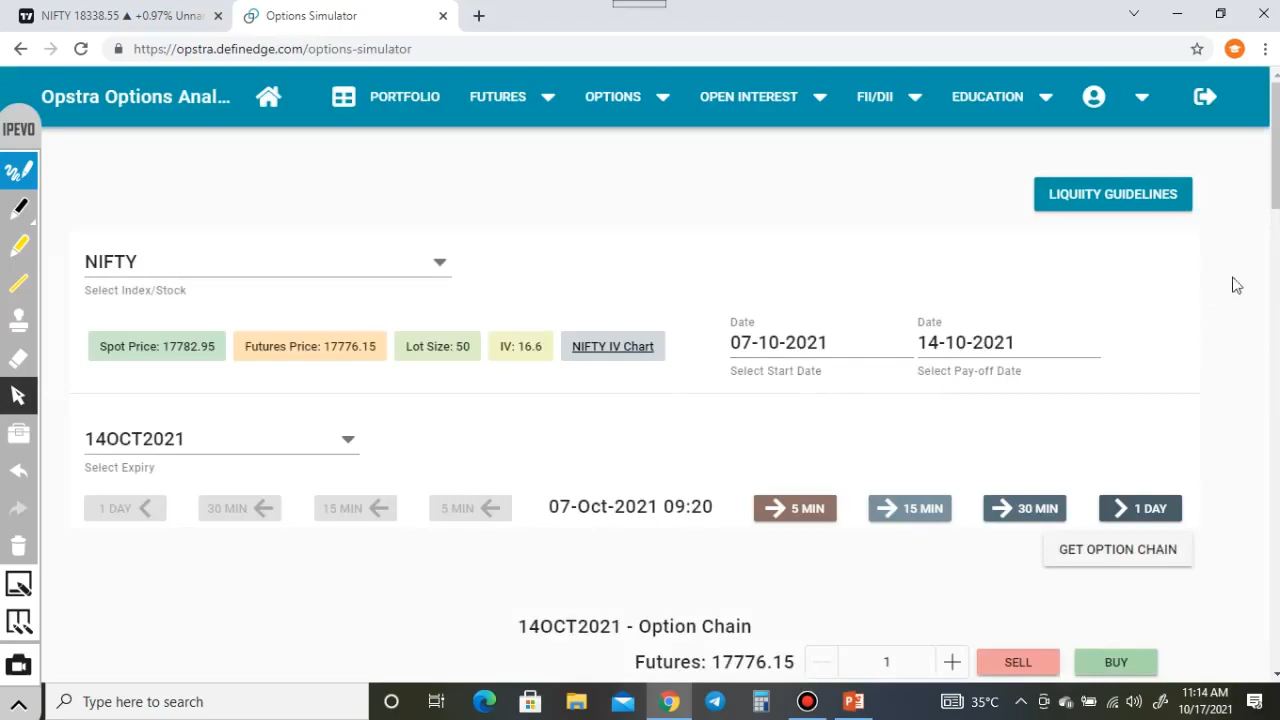 NIFTY 18338.55 ▲ +0.97% Unnar
Options Simulator
https://opstra.definedge.com/options-simulator
Opstra Options Anal...
PORTFOLIO
FUTURES
OPTIONS
OPEN INTEREST
FII/DII
EDUCATION
IPEVO
LIQUIITY GUIDELINES
NIFTY
Select Index/Stock
Spot Price: 17782.95
Futures Price: 17776.15
Lot Size: 50
IV: 16.6
NIFTY IV Chart
Date
07-10-2021
Select Start Date
Date
14-10-2021
Select Pay-off Date
14OCT2021
Select Expiry
1 DAY
30 MIN
15 MIN
5 MIN
07-Oct-2021 09:20
5 MIN
15 MIN
30 MIN
1 DAY
GET OPTION CHAIN
14OCT2021 - Option Chain
Futures: 17776.15
1
SELL
BUY
Type here to search
35°C
11:14 AM
10/17/2021